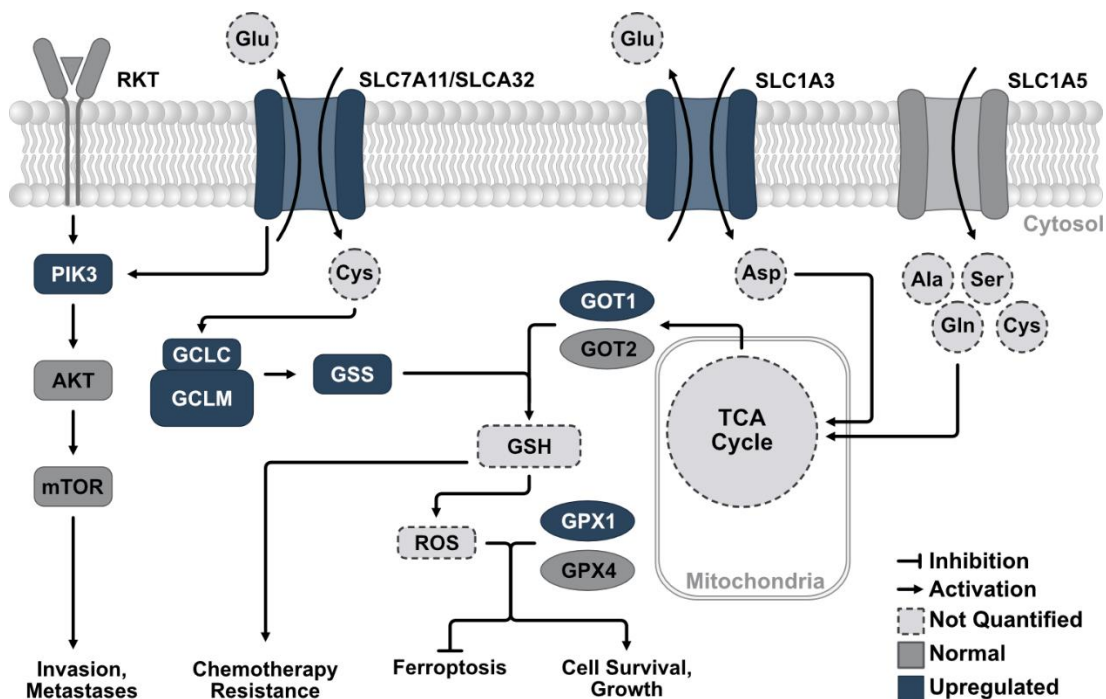 Glu
Glu
RKT
SLC7A11/SLCA32
SLC1A3
SLC1A5
Cytosol
PIK3
Cys
Asp
Ala
Ser
Gln
Cys
GOT1
GOT2
GCLC
GCLM
GSS
AKT
TCA
Cycle
GSH
mTOR
ROS
GPX1
GPX4
Mitochondria
Inhibition
Activation
Not Quantified
Normal
Upregulated
Invasion,
Metastases
Chemotherapy
Resistance
Ferroptosis
Cell Survival,
Growth